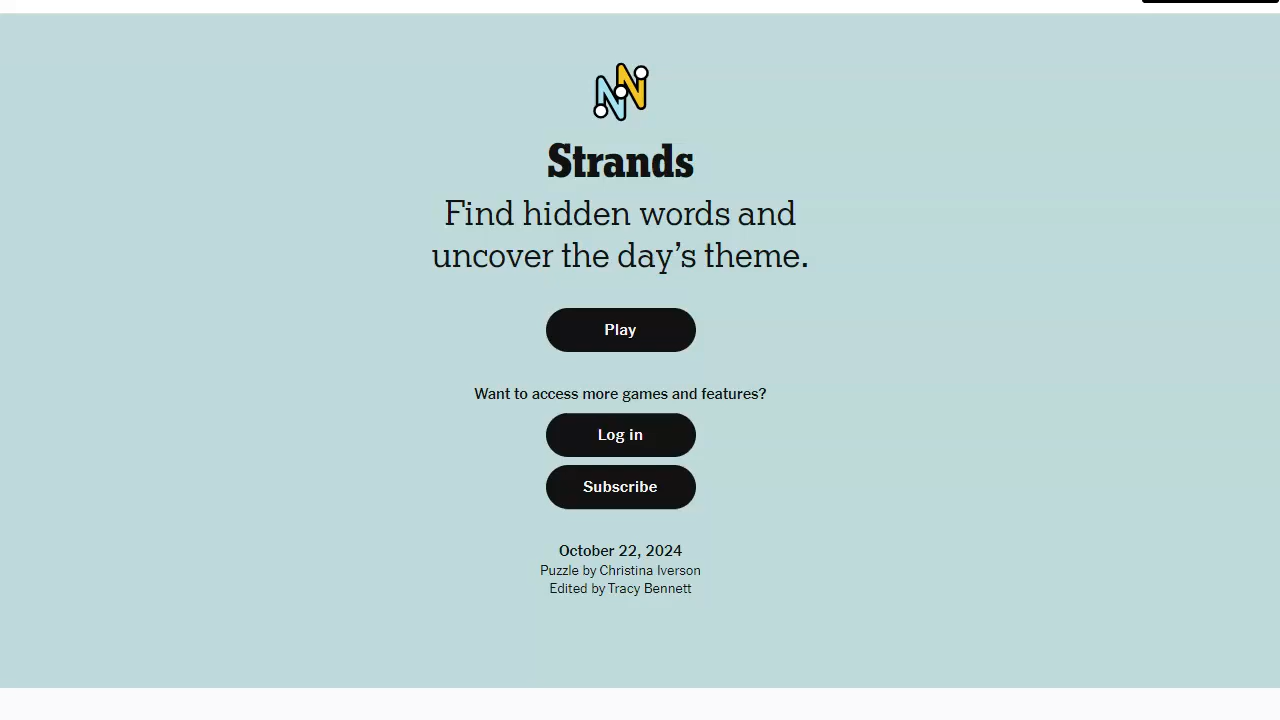 Strands
Find hidden words and
uncover the day’s theme.
Play
Want to access more games and features?
Log in
Subscribe
October 22, 2024
Puzzle by Christina Iverson
Edited by Tracy Bennett